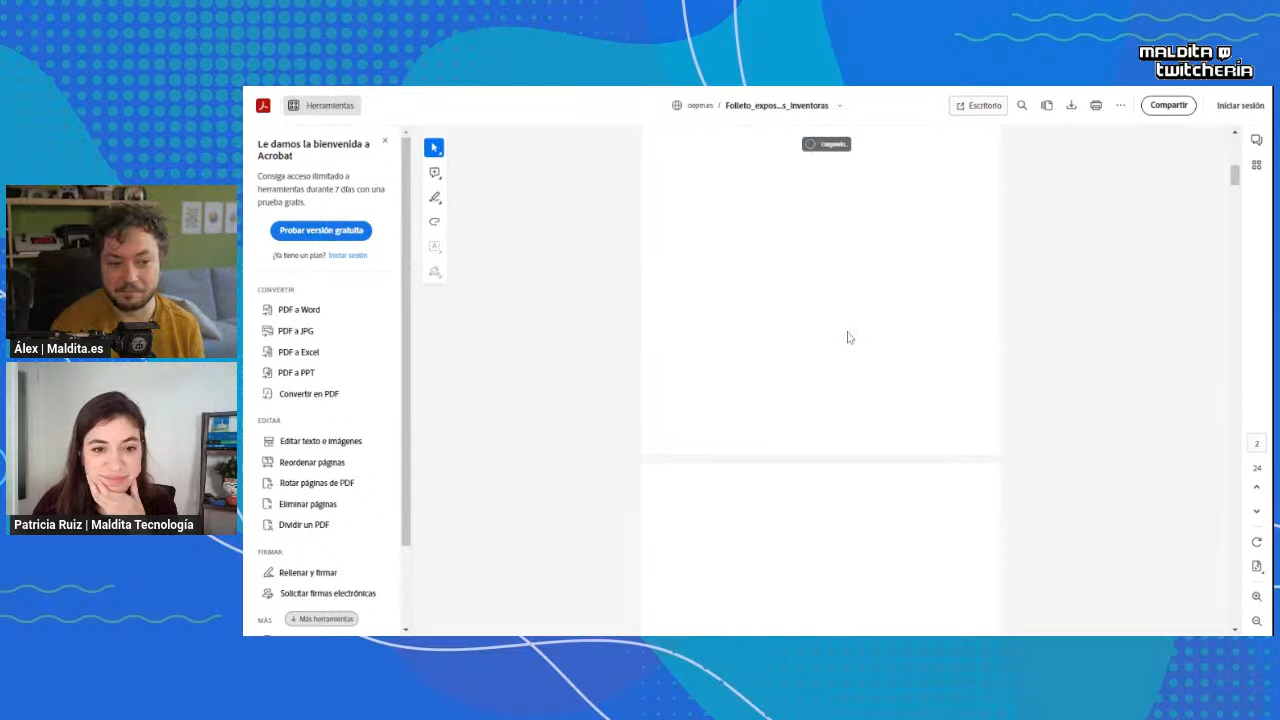 MALDITA
TWITCHERÍA
Herramientas
oepm.es / Folleto_expos...s_Inventoras
Escritorio
Compartir
Iniciar sesión
Le damos la bienvenida a
Acrobat
Consiga acceso ilimitado a
herramientas durante 7 días con una
prueba gratis.
Probar versión gratuita
¿Ya tiene un plan? Iniciar sesión
CONVERTIR
PDF a Word
PDF a JPG
PDF a Excel
PDF a PPT
Convertir en PDF
EDITAR
Editar texto e imágenes
Reordenar páginas
Rotar páginas de PDF
Eliminar páginas
Dividir un PDF
FIRMAR
Rellenar y firmar
Solicitar firmas electrónicas
MÁS
Más herramientas
Cargando...
2
24
Álex | Maldita.es
Patricia Ruiz | Maldita Tecnología